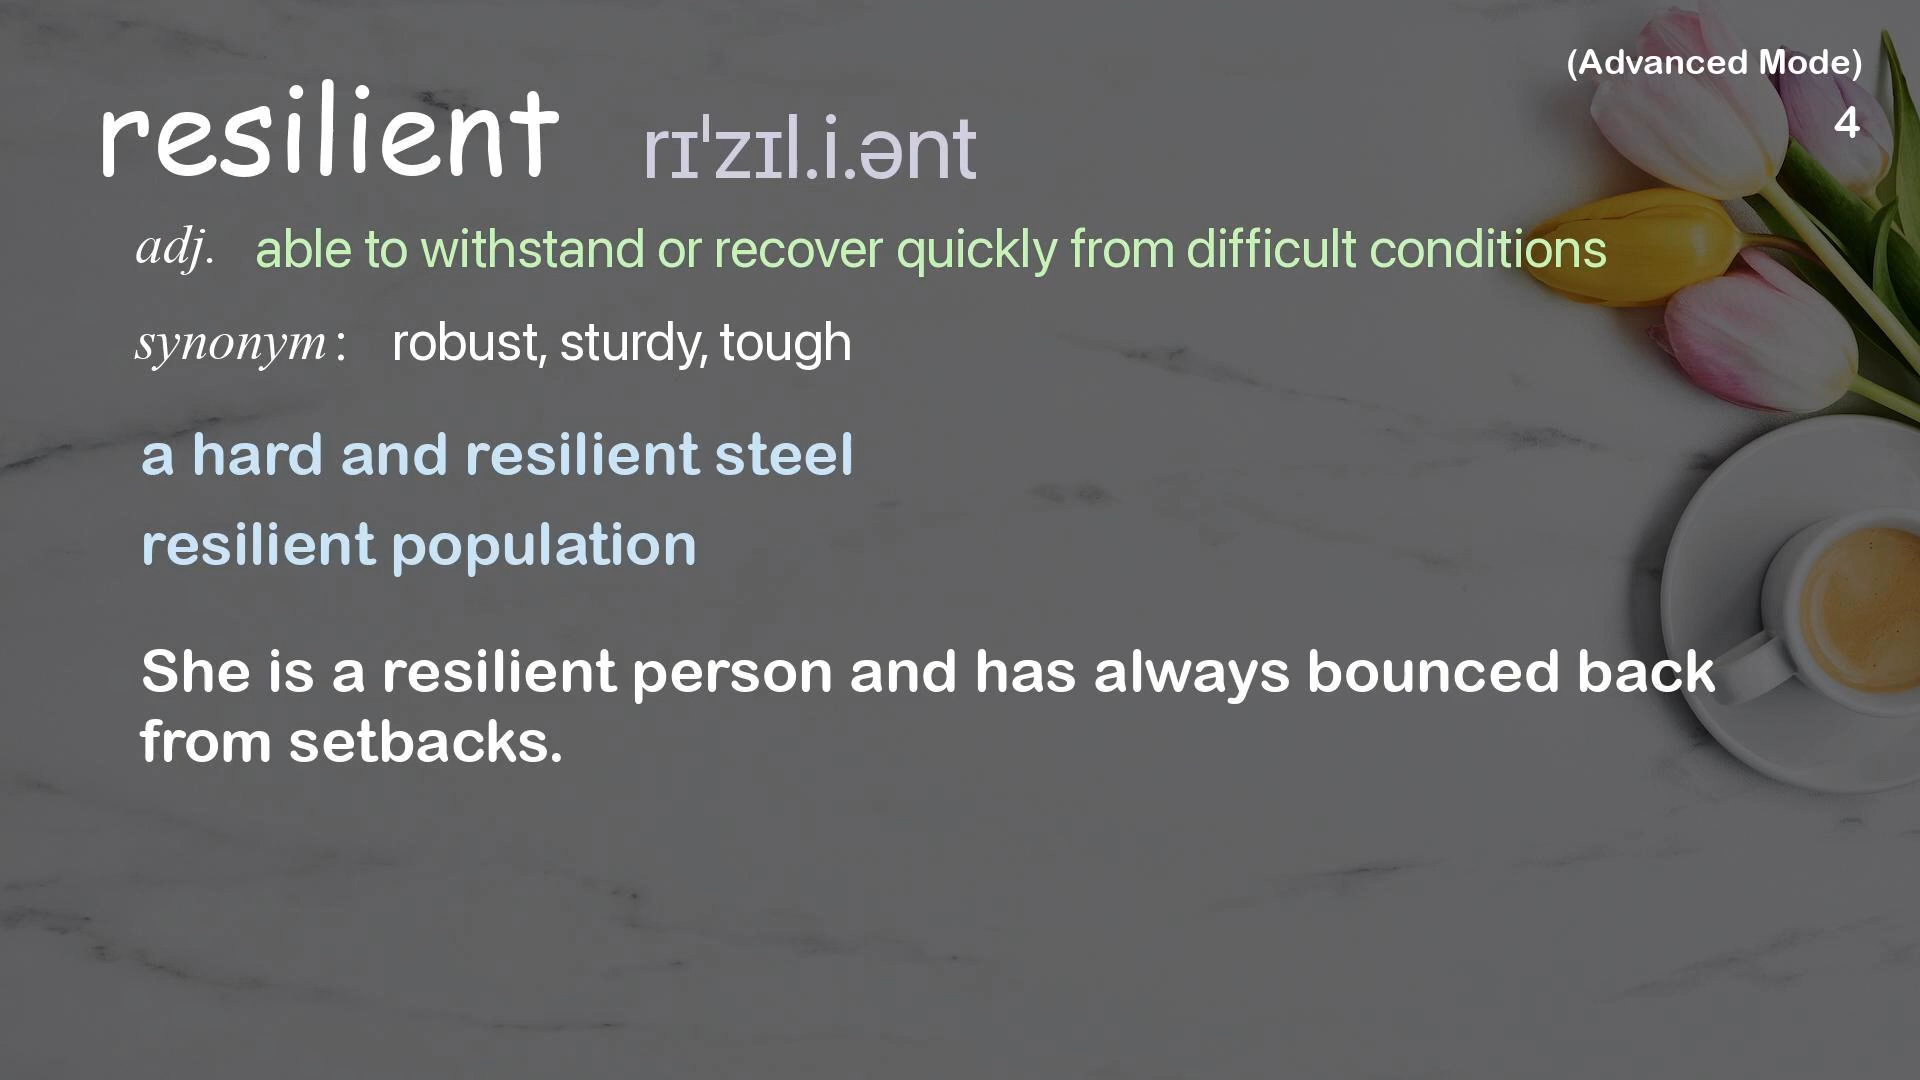 (Advanced Mode)
4
resilient rɪˈzɪl.i.ənt
adj. able to withstand or recover quickly from difficult conditions
synonym : robust, sturdy, tough
a hard and resilient steel
resilient population
She is a resilient person and has always bounced back
from setbacks.